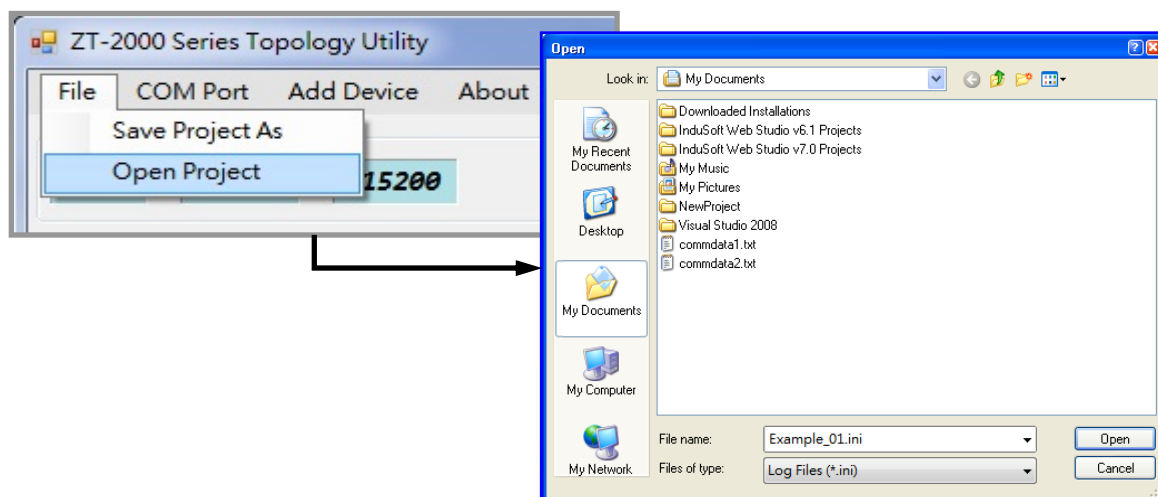 ZT-2000 Series Topology Utility
File COM Port Add Device About
Save Project As
Open Project
15200
Open
Look in: My Documents
My Recent Documents
Desktop
My Documents
My Computer
My Network
Downloaded Installations
InduSoft Web Studio v6.1 Projects
InduSoft Web Studio v7.0 Projects
My Music
My Pictures
NewProject
Visual Studio 2008
commdata1.txt
commdata2.txt
File name: Example_01.ini Open
Files of type: Log Files (*.ini) Cancel